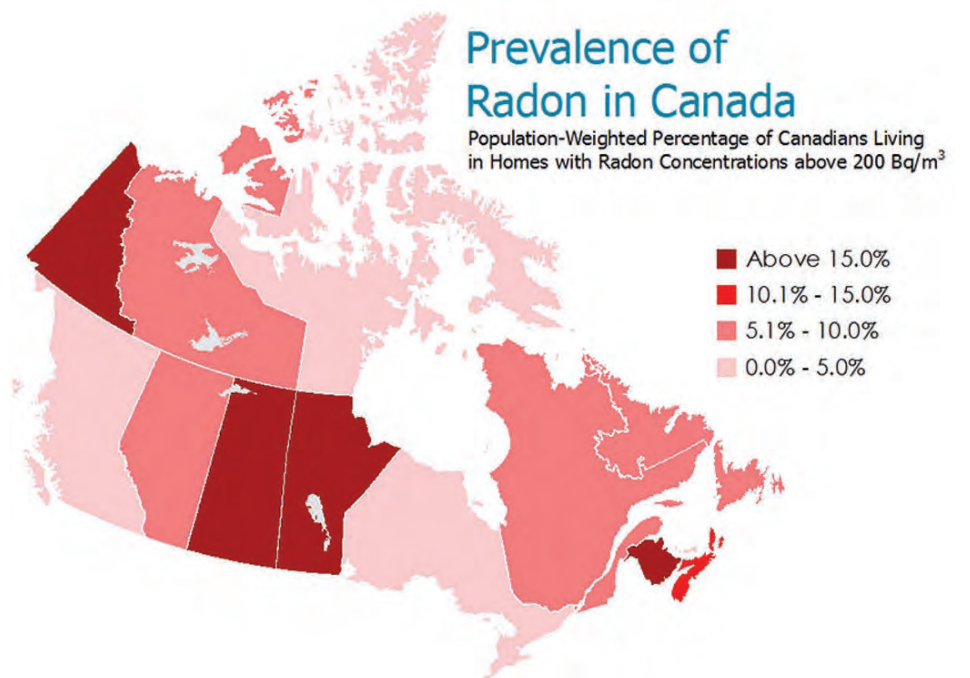 Prevalence of
Radon in Canada
Population-Weighted Percentage of Canadians Living
in Homes with Radon Concentrations above 200 Bq/m³
Above 15.0%
10.1% - 15.0%
5.1% - 10.0%
0.0% - 5.0%